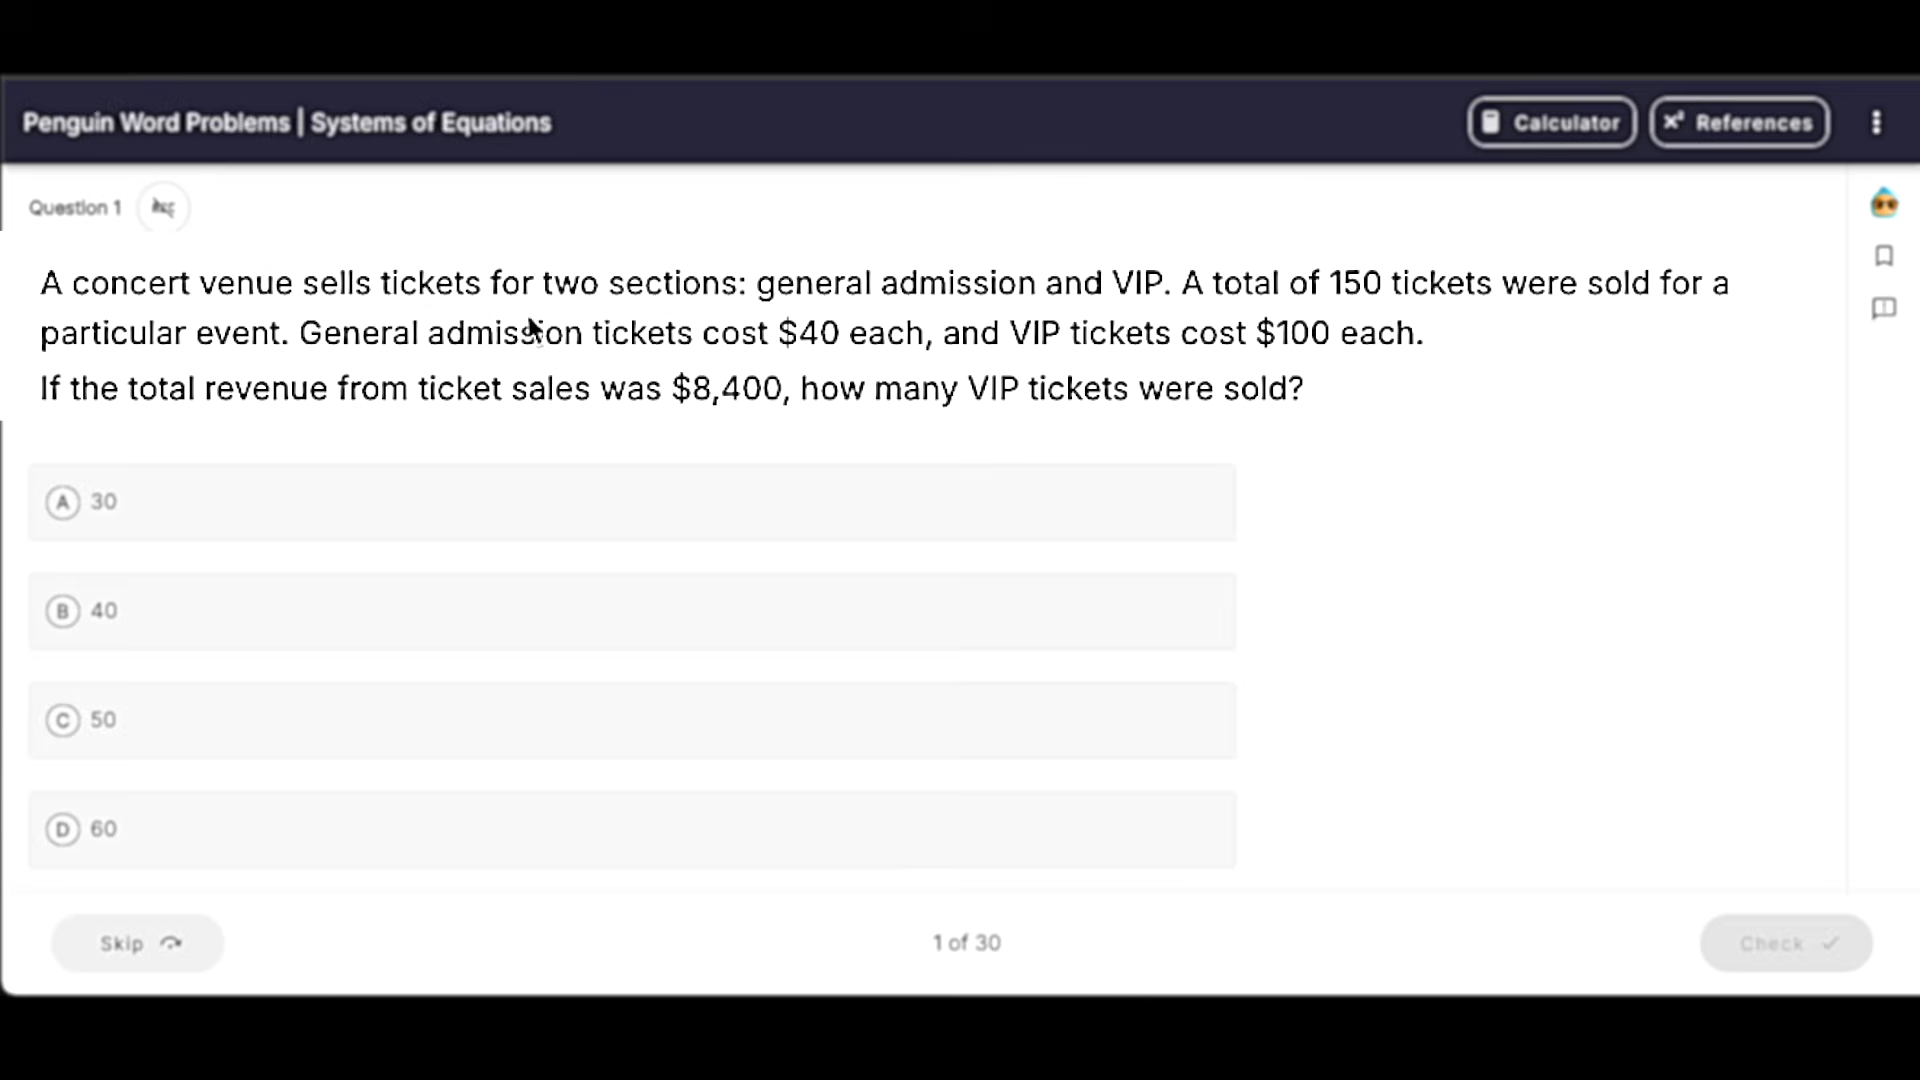 Penguin Word Problems | Systems of Equations
Calculator
x² References
Question 1
A concert venue sells tickets for two sections: general admission and VIP. A total of 150 tickets were sold for a
particular event. General admission tickets cost $40 each, and VIP tickets cost $100 each.
If the total revenue from ticket sales was $8,400, how many VIP tickets were sold?
A 30
B 40
C 50
D 60
Skip
1 of 30
Check